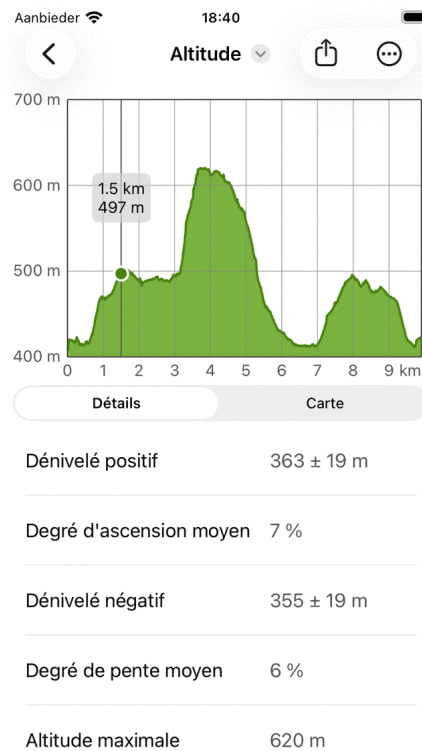 Aanbieder 18:40
Altitude
700 m
600 m
1.5 km
497 m
500 m
400 m
0 1 2 3 4 5 6 7 8 9 km
Détails Carte
Dénivelé positif 363 ± 19 m
Degré d'ascension moyen 7 %
Dénivelé négatif 355 ± 19 m
Degré de pente moyen 6 %
Altitude maximale 620 m